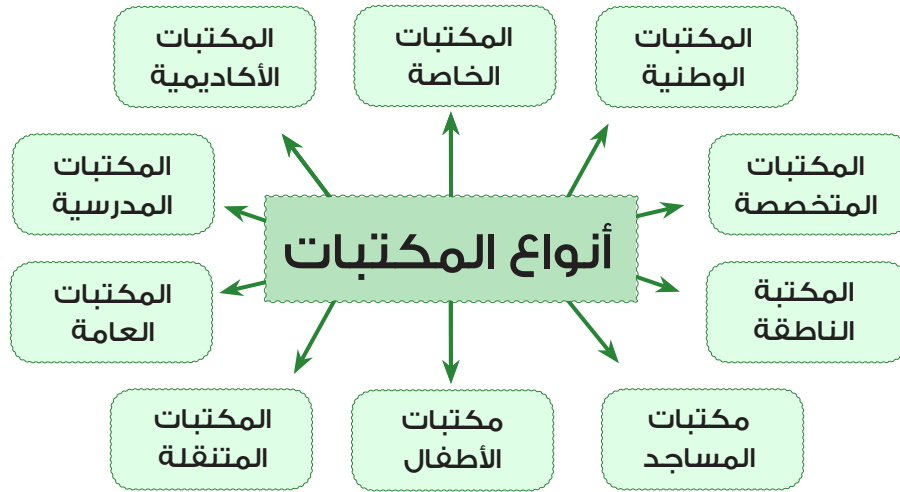 المكتبات
الوطنية
المكتبات
الخاصة
المكتبات
الأكاديمية
المكتبات
المتخصصة
المكتبات
المدرسية
أنواع المكتبات
المكتبة
الناطقة
المكتبات
العامة
مكتبات
المساجد
مكتبات
الأطفال
المكتبات
المتنقلة